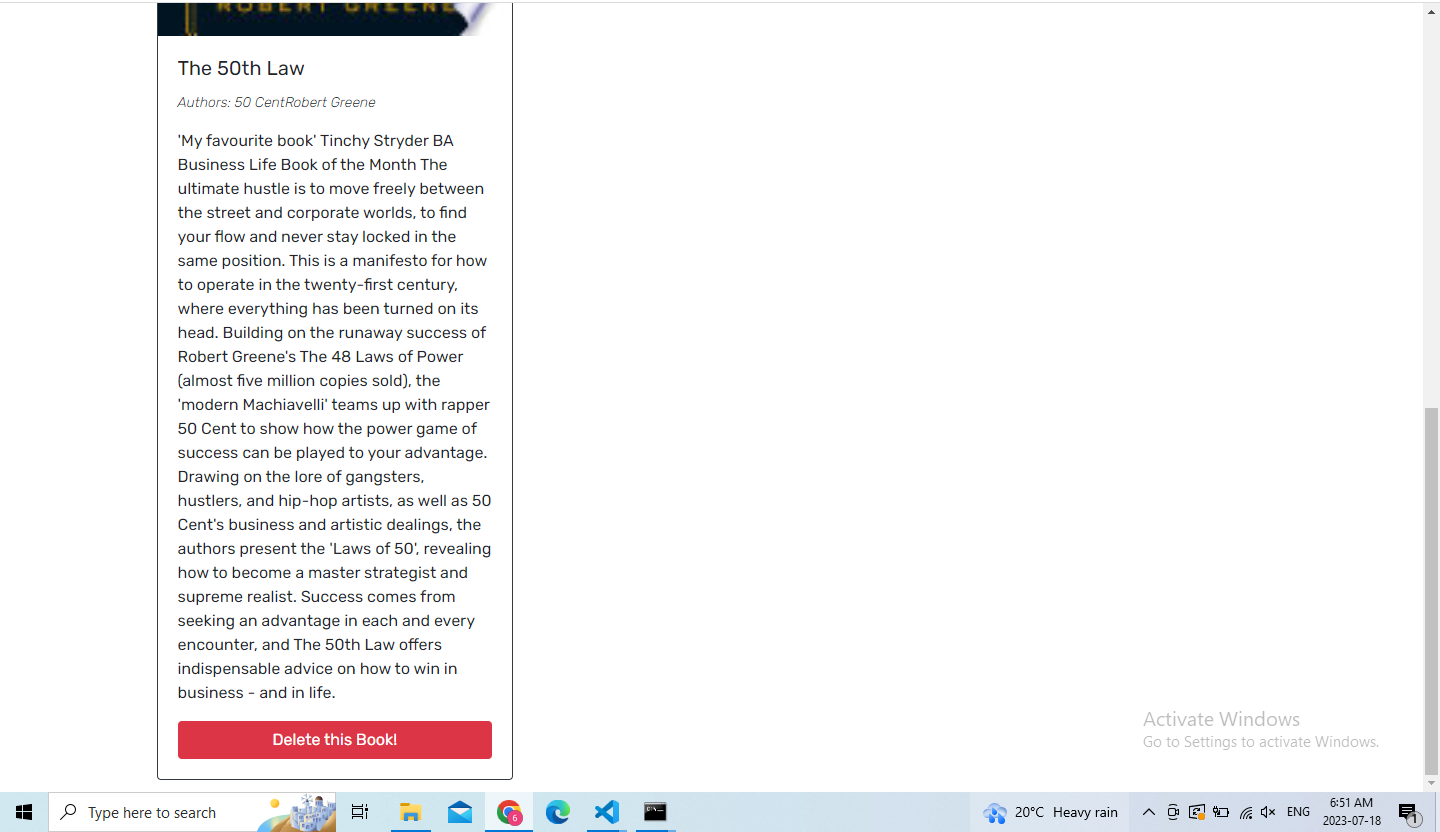 ROBERT GREENE
The 50th Law
Authors: 50 CentRobert Greene
'My favourite book' Tinchy Stryder BA
Business Life Book of the Month The
ultimate hustle is to move freely between
the street and corporate worlds, to find
your flow and never stay locked in the
same position. This is a manifesto for how
to operate in the twenty-first century,
where everything has been turned on its
head. Building on the runaway success of
Robert Greene's The 48 Laws of Power
(almost five million copies sold), the
'modern Machiavelli' teams up with rapper
50 Cent to show how the power game of
success can be played to your advantage.
Drawing on the lore of gangsters,
hustlers, and hip-hop artists, as well as 50
Cent's business and artistic dealings, the
authors present the 'Laws of 50', revealing
how to become a master strategist and
supreme realist. Success comes from
seeking an advantage in each and every
encounter, and The 50th Law offers
indispensable advice on how to win in
business - and in life.
Delete this Book!
Activate Windows
Go to Settings to activate Windows.
Type here to search
6
20°C Heavy rain
ENG
6:51 AM
2023-07-18
1